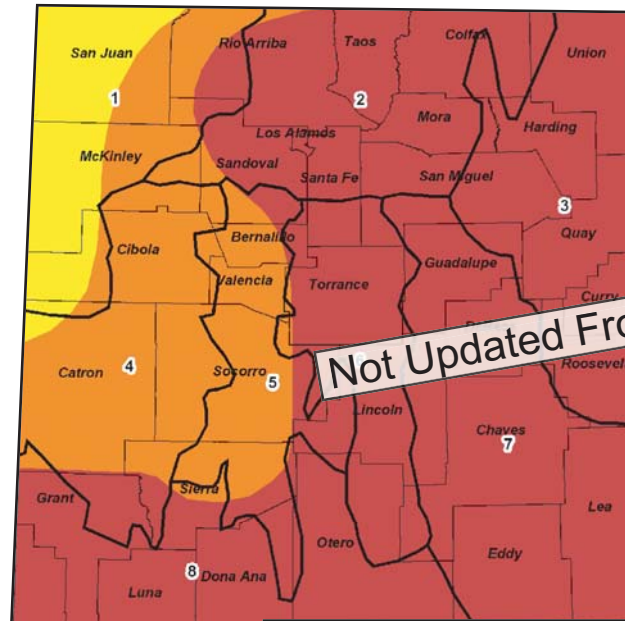 San Juan
Rio Arriba
Taos
Colfax
Union
1
2
Mora
Harding
Los Alamos
McKinley
Sandoval
Santa Fe
San Miguel
3
Quay
Cibola
Bernalillo
Valencia
Torrance
Guadalupe
Curry
Not Updated Fro
Roosevel
Catron
4
Socorro
5
Lincoln
Chaves
7
Grant
Sierra
Lea
Otero
Eddy
8
Luna
Dona Ana